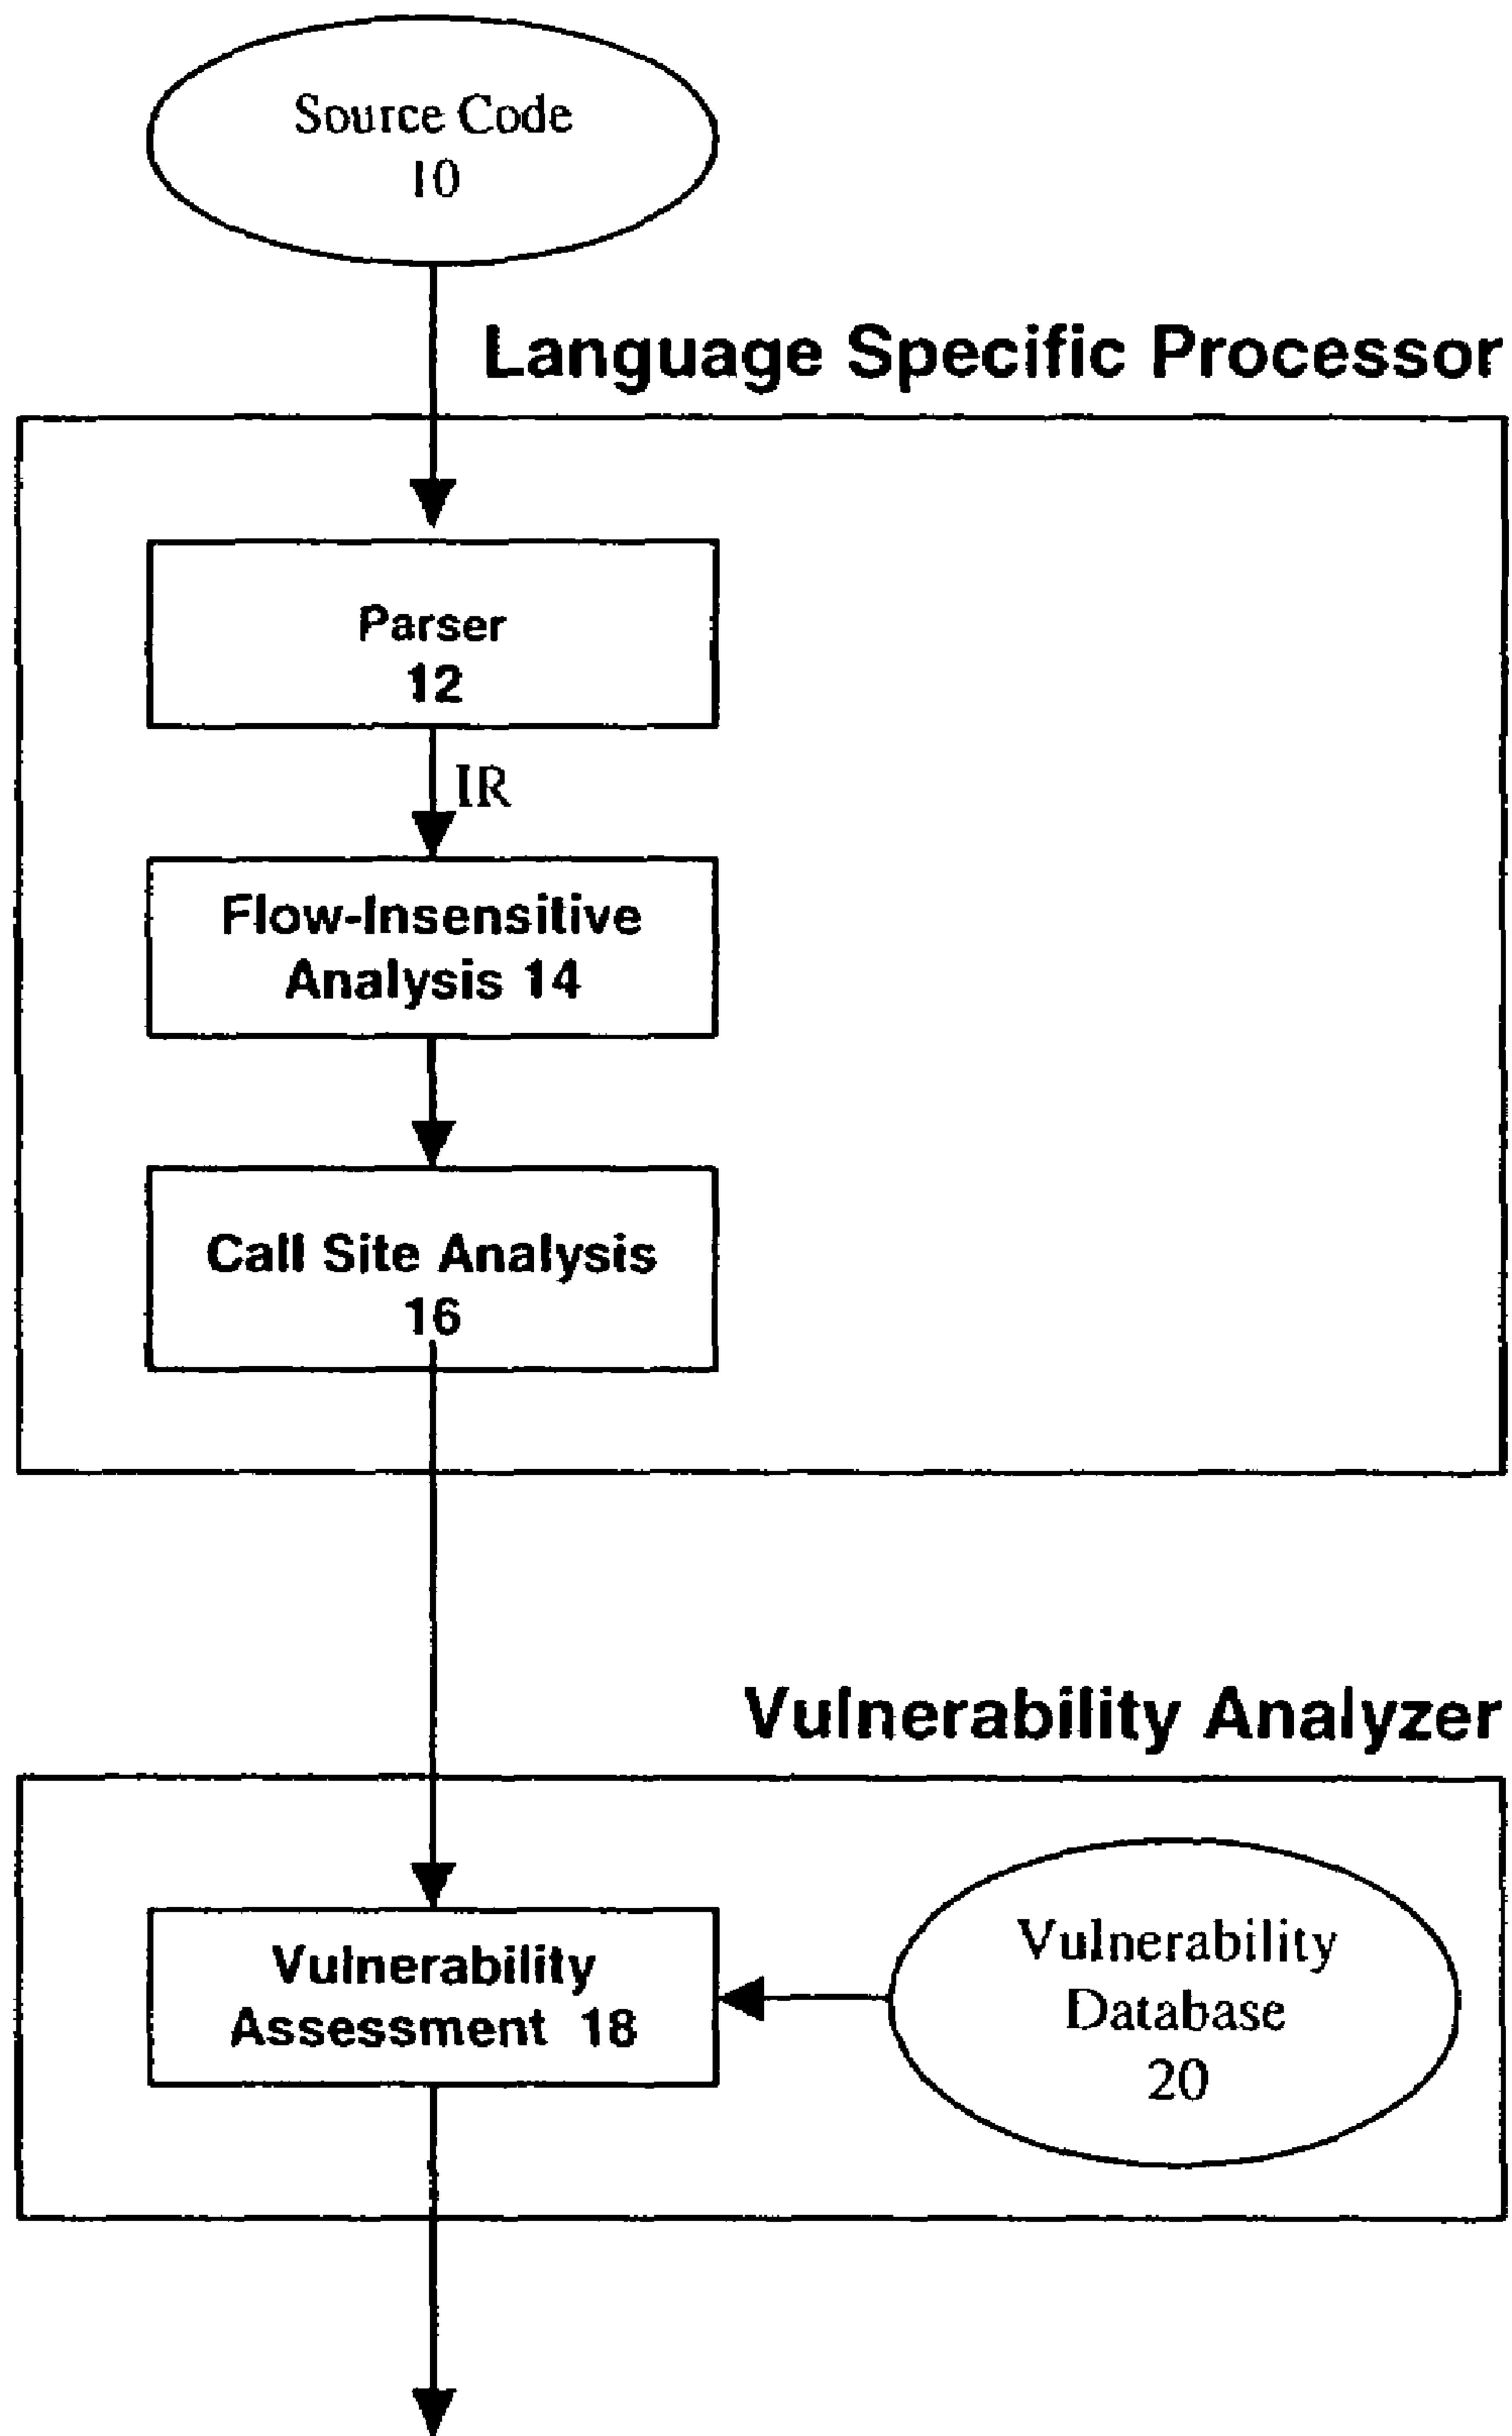 Source Code
10
Language Specific Processor
Parser
12
IR
Flow-Insensitive
Analysis 14
Call Site Analysis
16
Vulnerability Analyzer
Vulnerability
Assessment 18
Vulnerability
Database
20